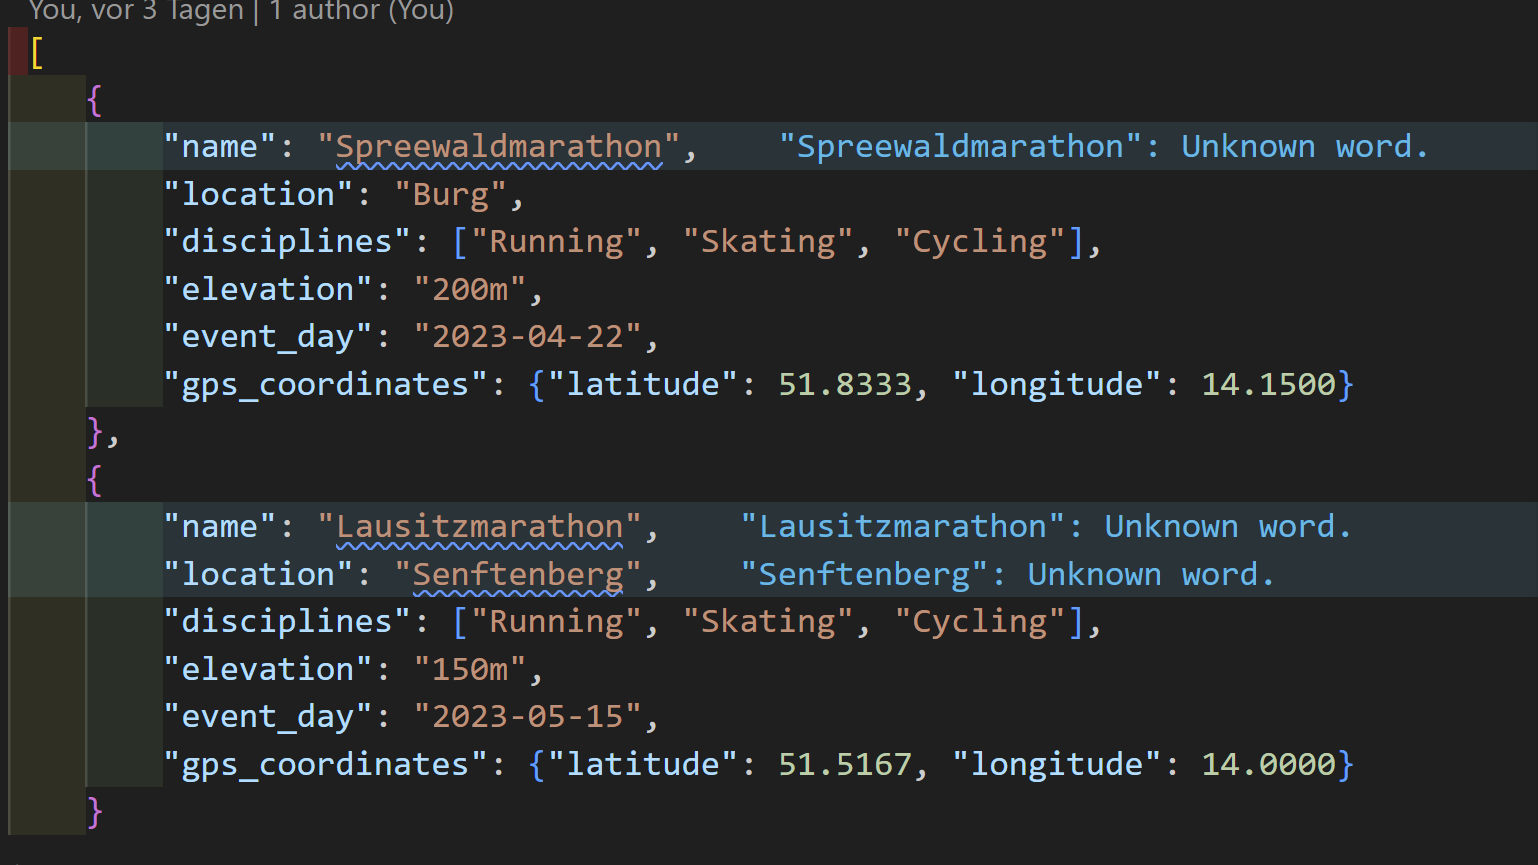 You, vor 3 Tagen | 1 author (You)
[
{
"name": "Spreewaldmarathon",    "Spreewaldmarathon": Unknown word.
"location": "Burg",
"disciplines": ["Running", "Skating", "Cycling"],
"elevation": "200m",
"event_day": "2023-04-22",
"gps_coordinates": {"latitude": 51.8333, "longitude": 14.1500}
},
{
"name": "Lausitzmarathon",    "Lausitzmarathon": Unknown word.
"location": "Senftenberg",    "Senftenberg": Unknown word.
"disciplines": ["Running", "Skating", "Cycling"],
"elevation": "150m",
"event_day": "2023-05-15",
"gps_coordinates": {"latitude": 51.5167, "longitude": 14.0000}
}